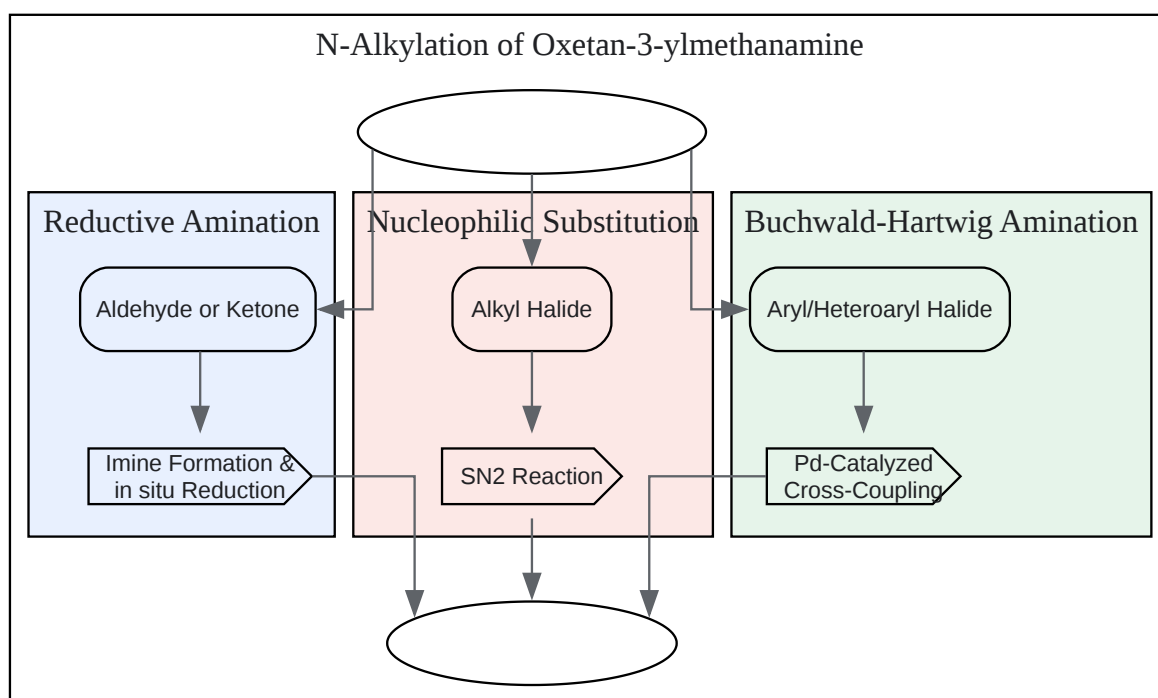 N-Alkylation of Oxetan-3-ylmethanamine
Reductive Amination
Nucleophilic Substitution
Buchwald-Hartwig Amination
Aldehyde or Ketone
Alkyl Halide
Aryl/Heteroaryl Halide
Imine Formation &
in situ Reduction
SN2 Reaction
Pd-Catalyzed
Cross-Coupling